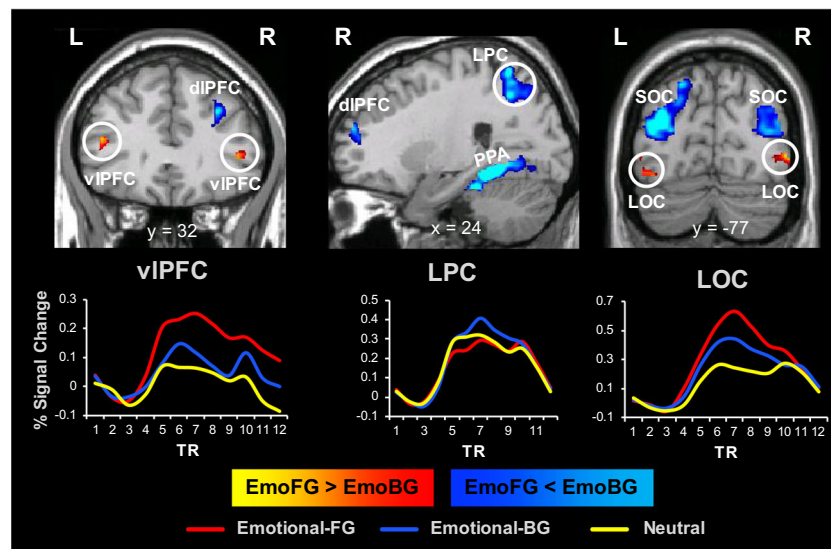 L R
dlPFC
vlPFC vlPFC
y = 32
R
LPC
dlPFC
PPA
x = 24
L R
SOC SOC
LOC LOC
y = -77
vlPFC
% Signal Change
0.3
0.2
0.1
0
-0.1
1 2 3 4 5 6 7 8 9 10 11 12
TR
LPC
0.5
0.4
0.3
0.2
0.1
0
-0.1
1 3 5 7 9 11
TR
LOC
0.7
0.5
0.3
0.1
-0.1
1 2 3 4 5 6 7 8 9 10 11 12
TR
EmoFG > EmoBG EmoFG < EmoBG
Emotional-FG Emotional-BG Neutral